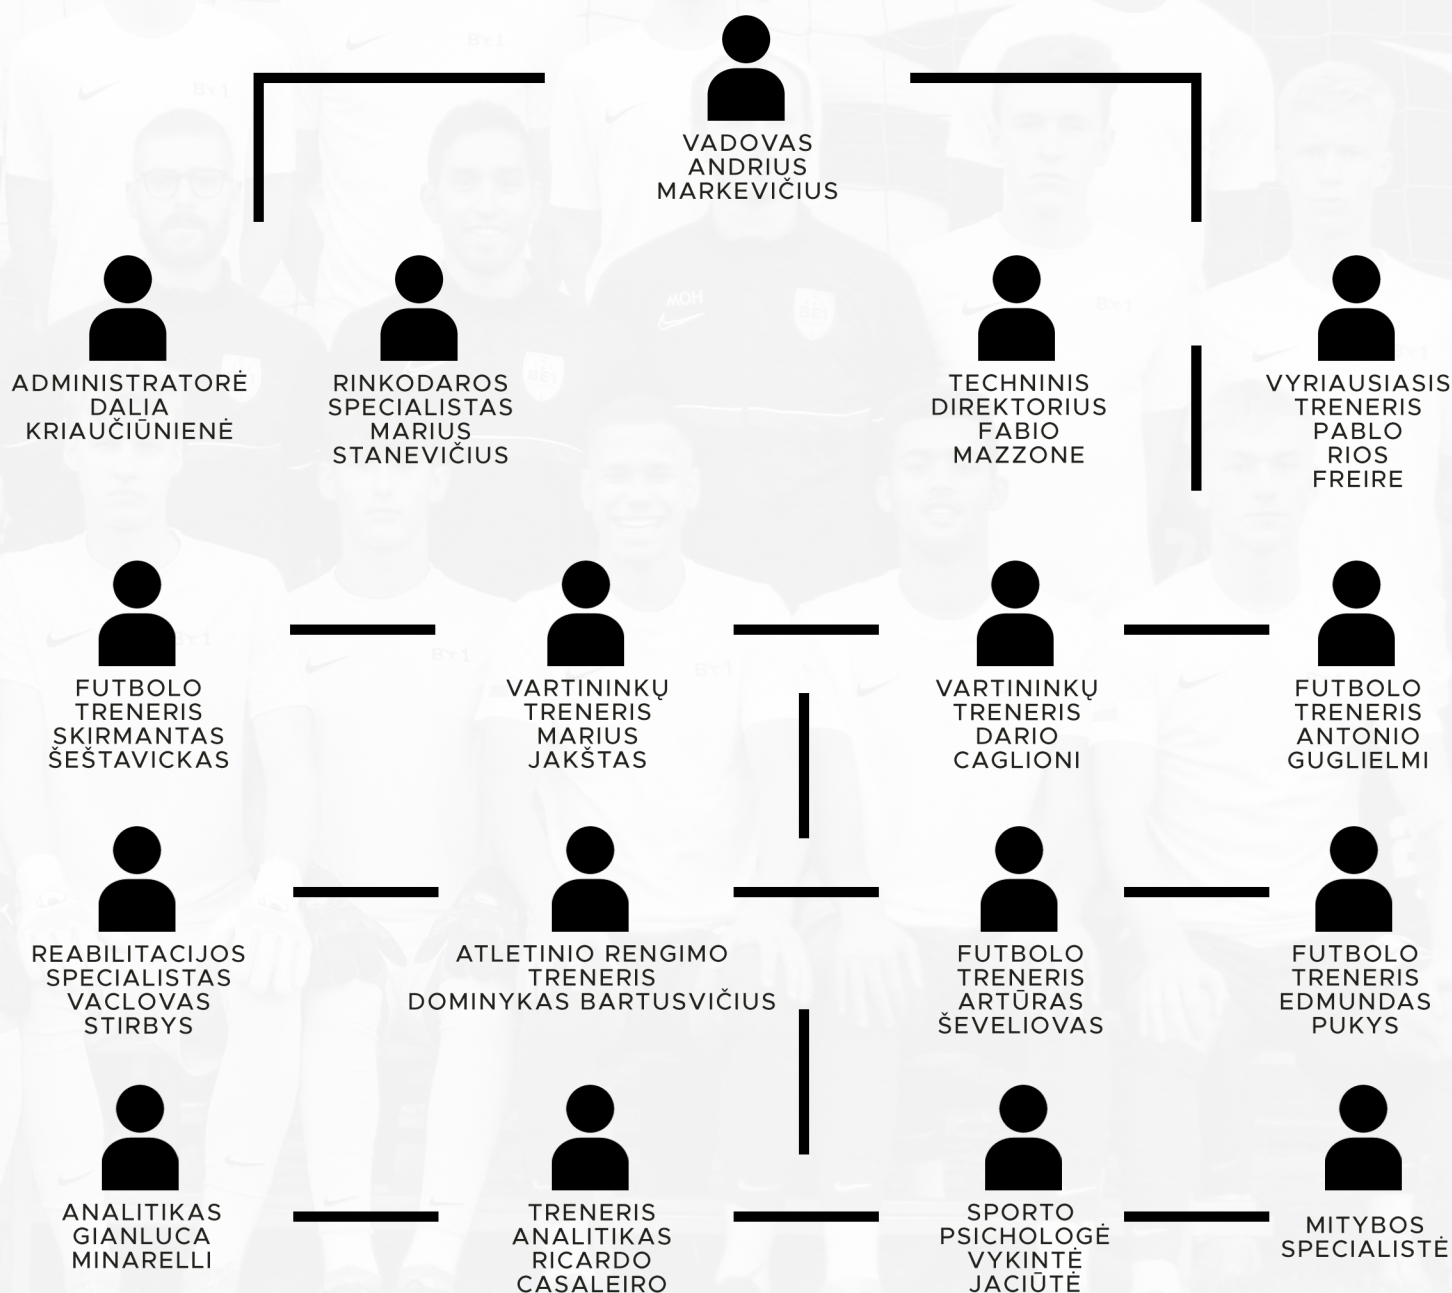 VADOVAS
ANDRIUS
MARKEVIČIUS
ADMINISTRATORĖ
DALIA
KRIAUČIŪNIENĖ
RINKODAROS
SPECIALISTAS
MARIUS
STANEVIČIUS
TECHNINIS
DIREKTORIUS
FABIO
MAZZONE
VYRIAUSIASIS
TRENERIS
PABLO
RIOS
FREIRE
FUTBOLO
TRENERIS
SKIRMANTAS
ŠEŠTAVICKAS
VARTININKŲ
TRENERIS
MARIUS
JAKŠTAS
VARTININKŲ
TRENERIS
DARIO
CAGLIONI
FUTBOLO
TRENERIS
ANTONIO
GUGLIELMI
REABILITACIJOS
SPECIALISTAS
VACLOVAS
STIRBYS
ATLETINIO RENGIMO
TRENERIS
DOMINYKAS BARTUSVIČIUS
FUTBOLO
TRENERIS
ARTŪRAS
ŠEVELIOVAS
FUTBOLO
TRENERIS
EDMUNDAS
PUKYS
ANALITIKAS
GIANLUCA
MINARELLI
TRENERIS
ANALITIKAS
RICARDO
CASALEIRO
SPORTO
PSICHOLOGĖ
VYKINTĖ
JACIŪTĖ
MITYBOS
SPECIALISTĖ